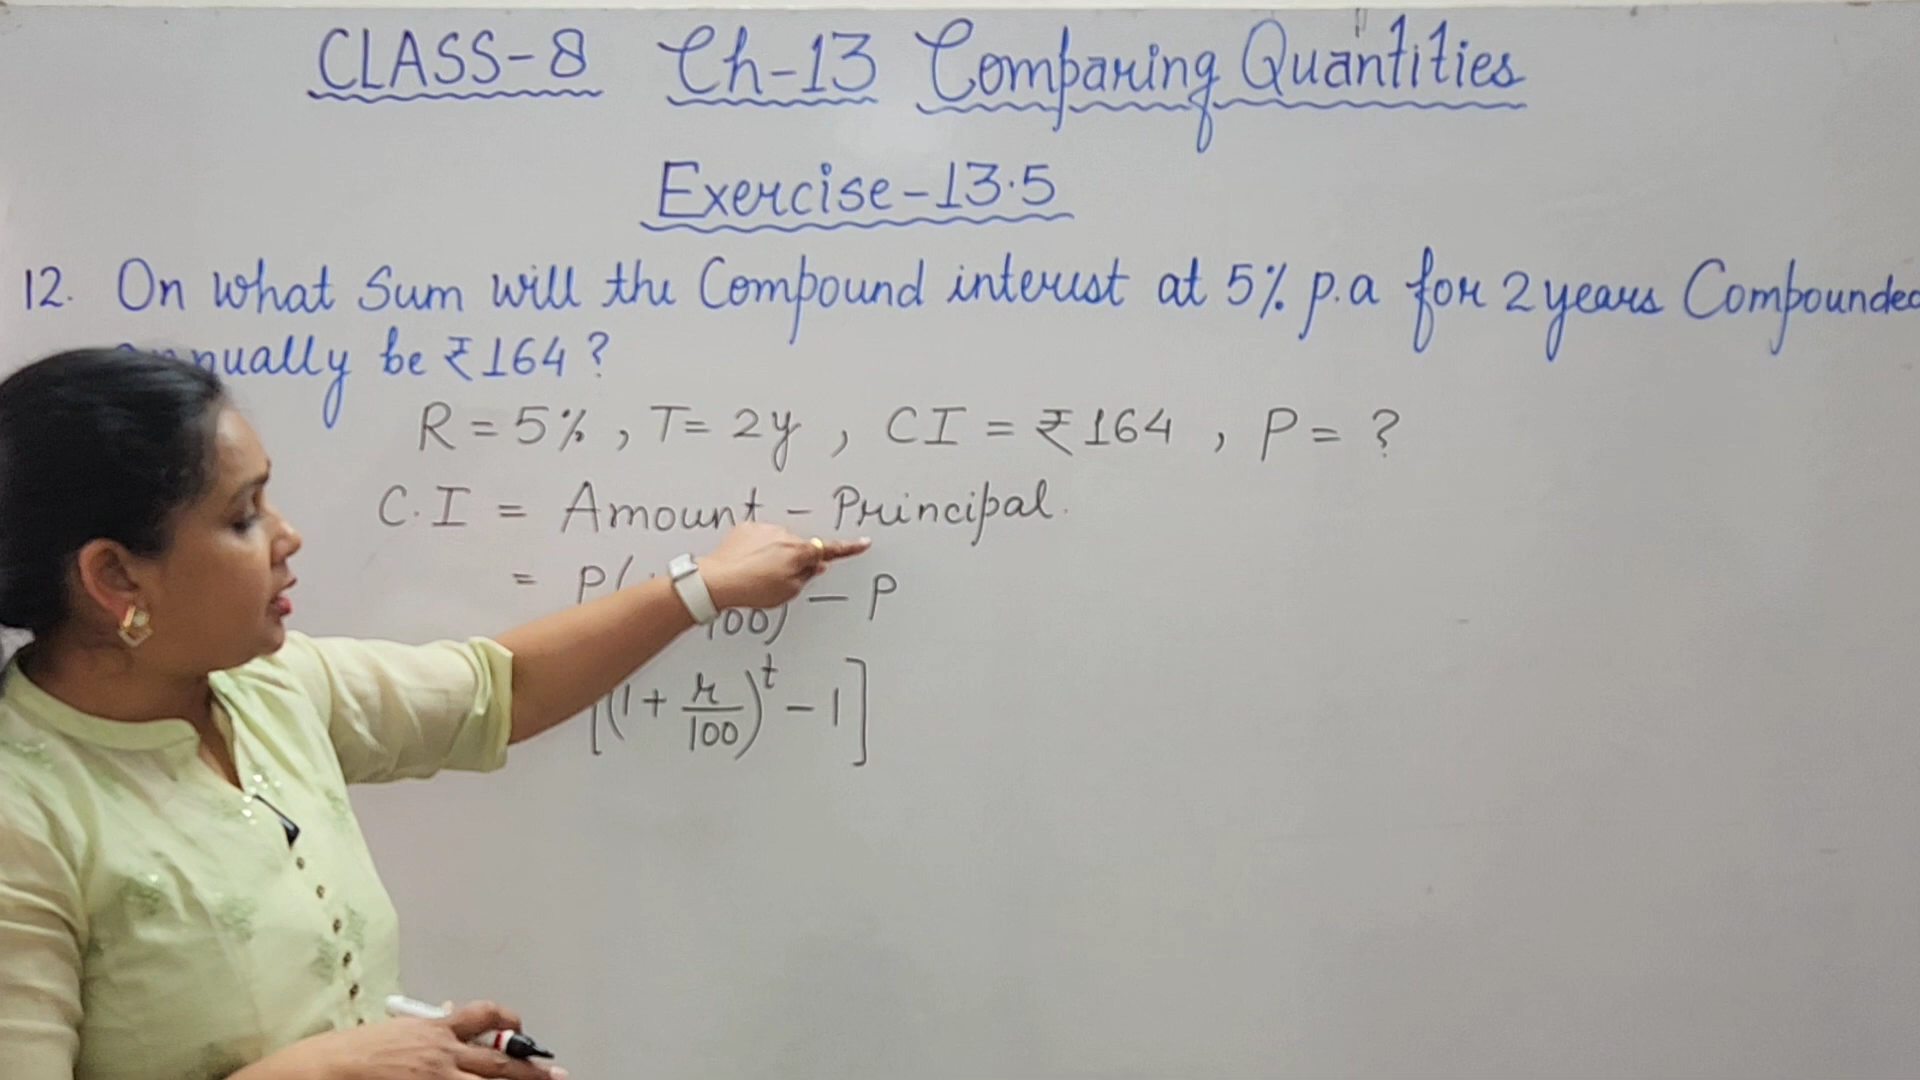 CLASS-8 Ch-13 Comparing Quantities
Exercise-13.5
12. On what Sum will the Compound interest at 5% p.a for 2 years Compounded
annually be ₹164?
R = 5%, T = 2y, CI = ₹164, P = ?
C.I = Amount - Principal.
= P( 100) - P
[(1 + r/100)^t - 1]